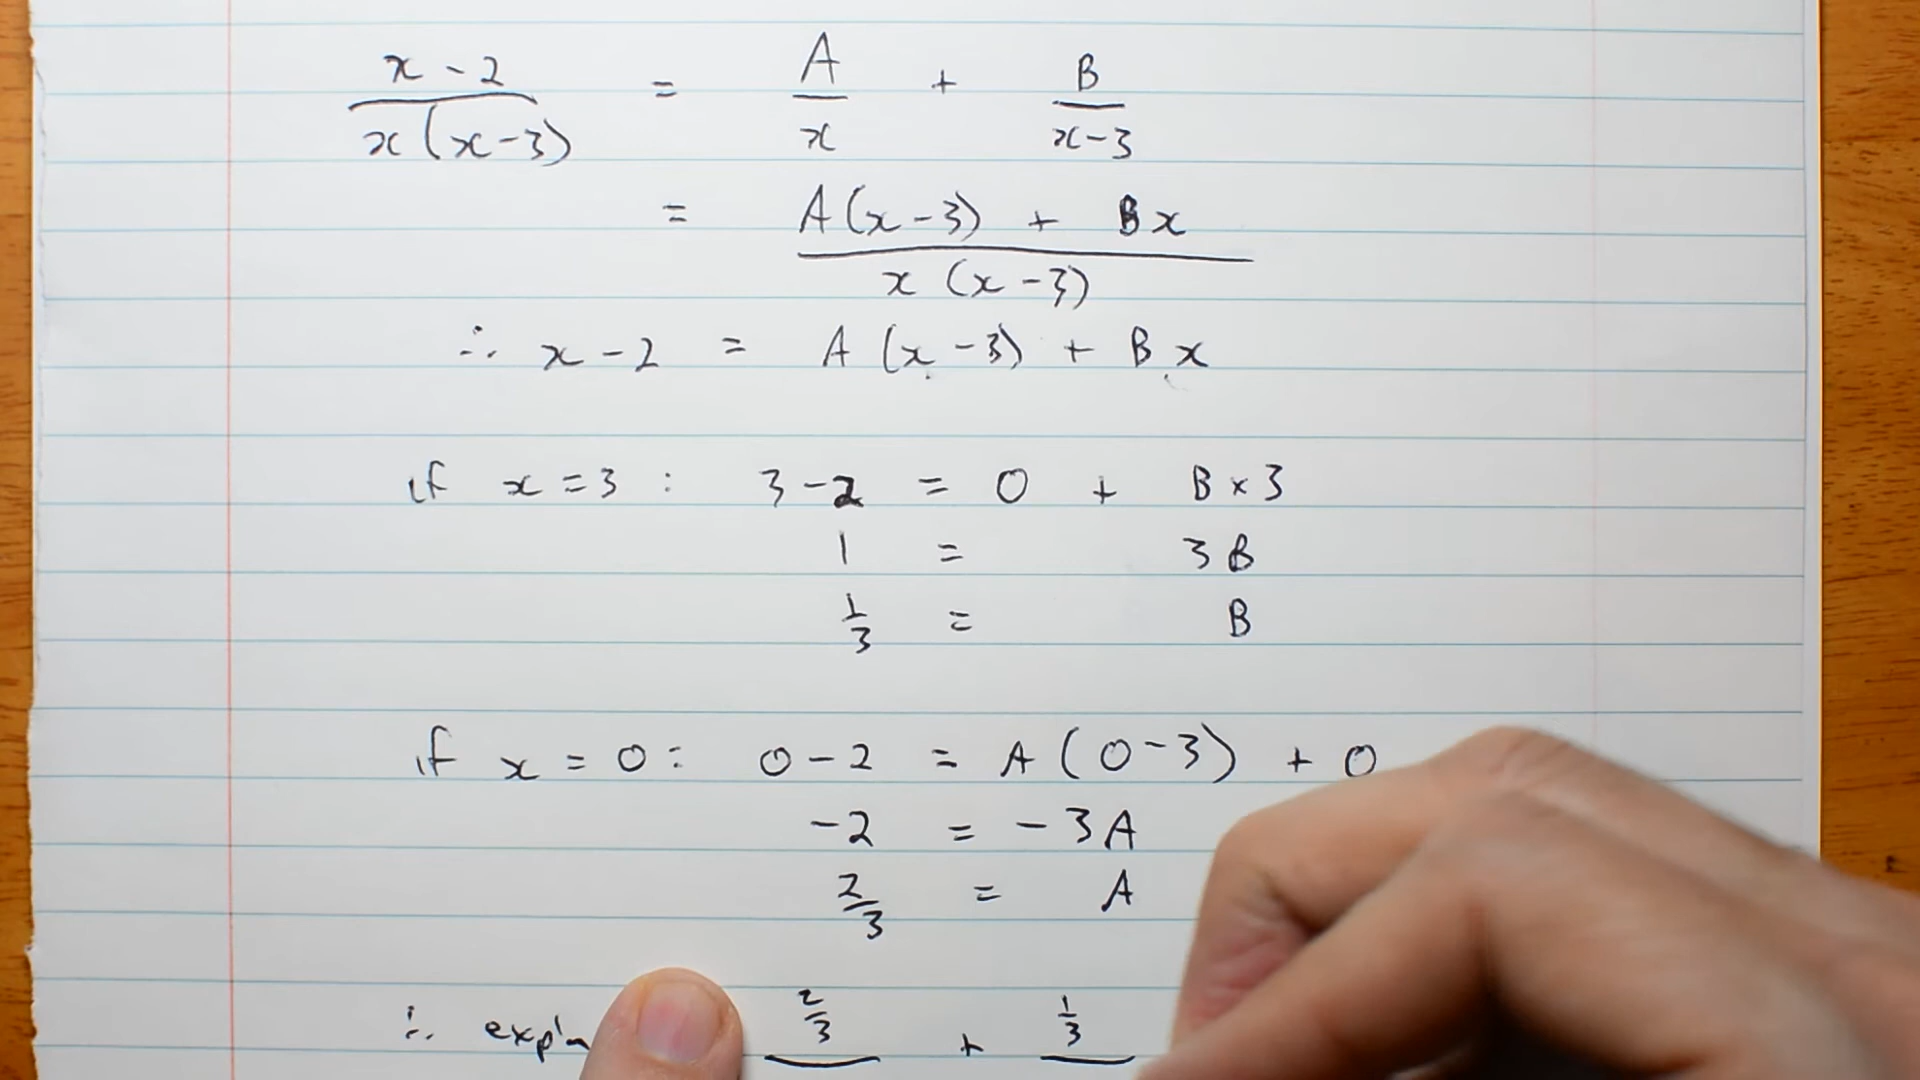 x - 2 / x(x-3) = A / x + B / x-3
= A(x-3) + Bx / x(x-3)
∴ x - 2 = A(x-3) + Bx
if x = 3 : 3-2 = 0 + B×3
1 = 3B
1/3 = B
if x = 0 : 0-2 = A(0-3) + 0
-2 = -3A
2/3 = A
∴ 2/3 + 1/3